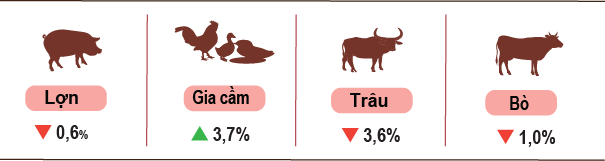 Lợn
Gia cầm
Trâu
Bò
▼ 0,6%
▲ 3,7%
▼ 3,6%
▼ 1,0%